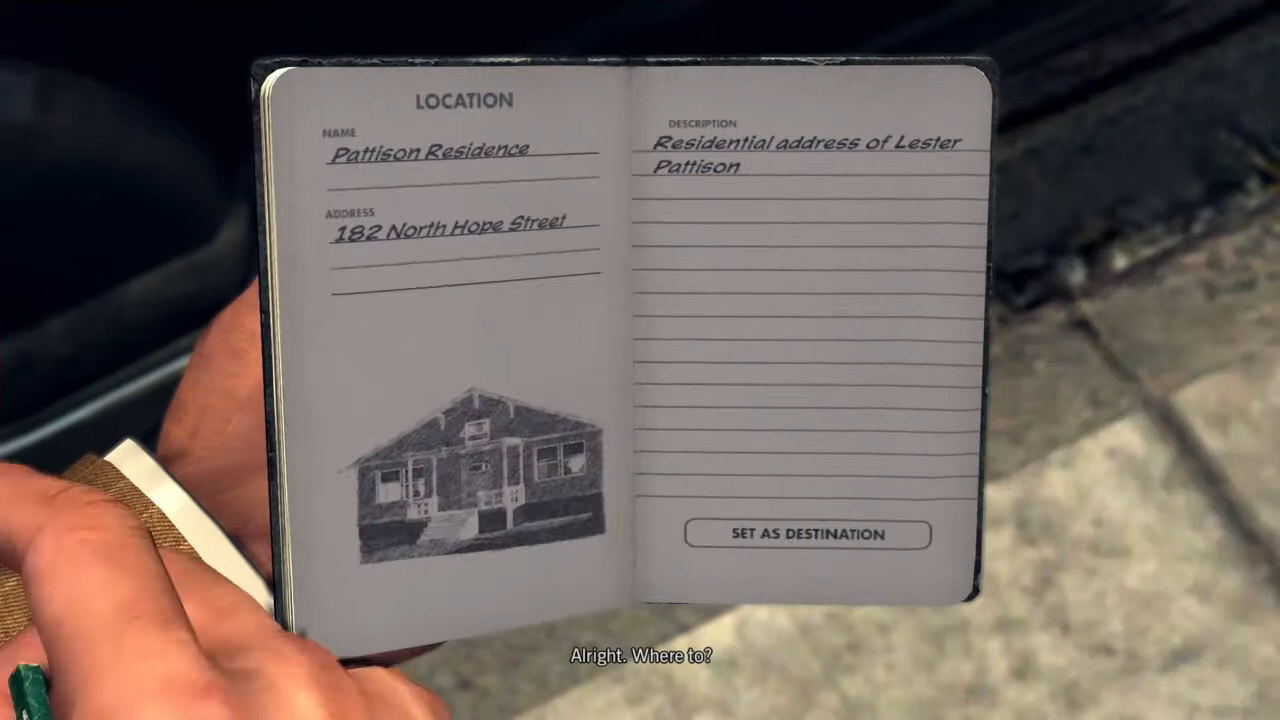 LOCATION
NAME
Pattison Residence
ADDRESS
182 North Hope Street
DESCRIPTION
Residential address of Lester
Pattison
SET AS DESTINATION
Alright. Where to?